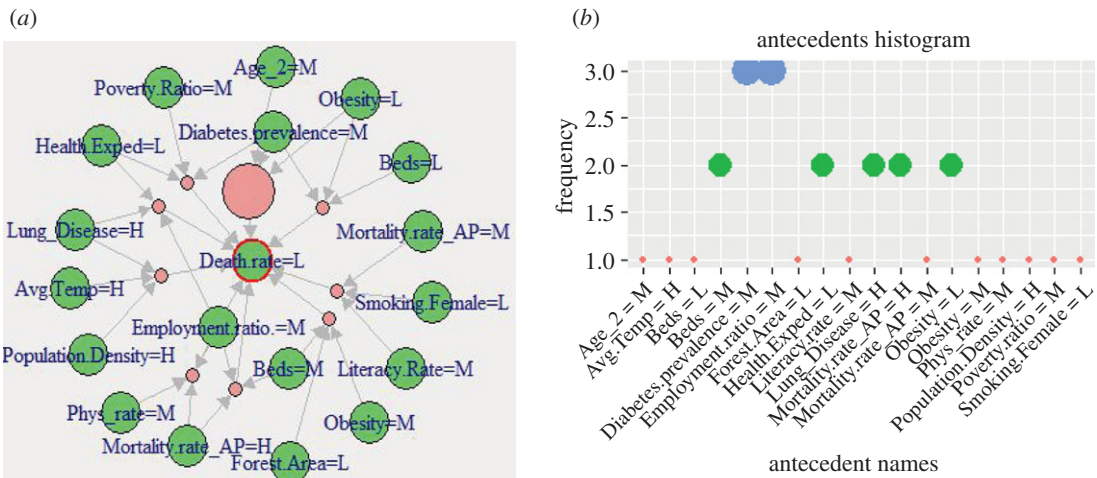 (a)
Age_2=M
Poverty.Ratio=M
Obesity=L
Diabetes.prevalence=M
Health.Exped=L
Beds=L
Lung_Disease=H
Mortality.rate_AP=M
Death.rate=L
Avg.Temp=H
Smoking.Female=L
Employment.ratio.=M
Population.Density=H
Beds=M
Literacy.Rate=M
Phys_rate=M
Obesity=M
Mortality.rate_AP=H
Forest.Area=L
(b)
antecedents histogram
frequency
3.0
2.5
2.0
1.5
1.0
Age_2 = M
Avg.Temp = H
Beds = L
Beds = M
Diabetes.prevalence = M
Employment.ratio = M
Forest.Area = L
Health.Exped = L
Literacy.rate = M
Lung_Disease = H
Mortality.rate_AP = H
Mortality.rate_AP = M
Obesity = L
Obesity = M
Phys_rate = M
Population.Density = H
Poverty.ratio = M
Smoking.Female = L
antecedent names